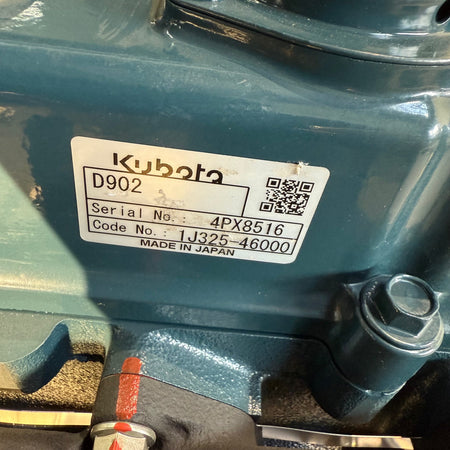 Kubota
D902
Serial No.: 4PX8516
Code No.: 1J325-46000
MADE IN JAPAN